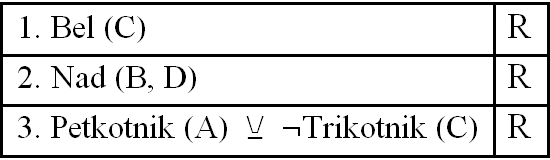 1. Bel (C) R
2. Nad (B, D) R
3. Petkotnik (A) ⊻ ¬Trikotnik (C) R